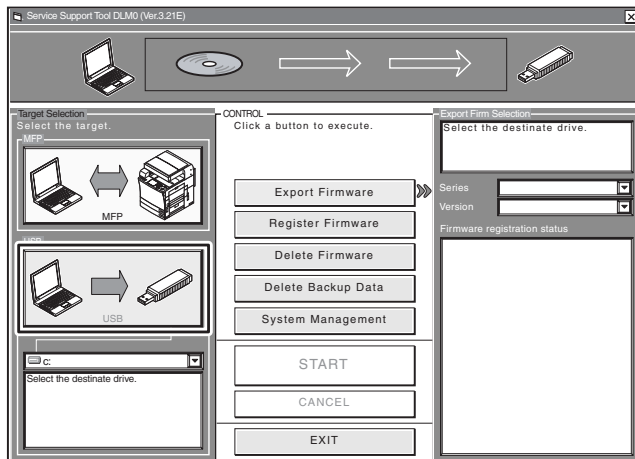 Service Support Tool DLM0 (Ver.3.21E)
Target Selection
Select the target.
MFP
MFP
USB
USB
C:
Select the destinate drive.
CONTROL
Click a button to execute.
Export Firmware
Register Firmware
Delete Firmware
Delete Backup Data
System Management
START
CANCEL
EXIT
Export Firm Selection
Select the destinate drive.
Series
Version
Firmware registration status